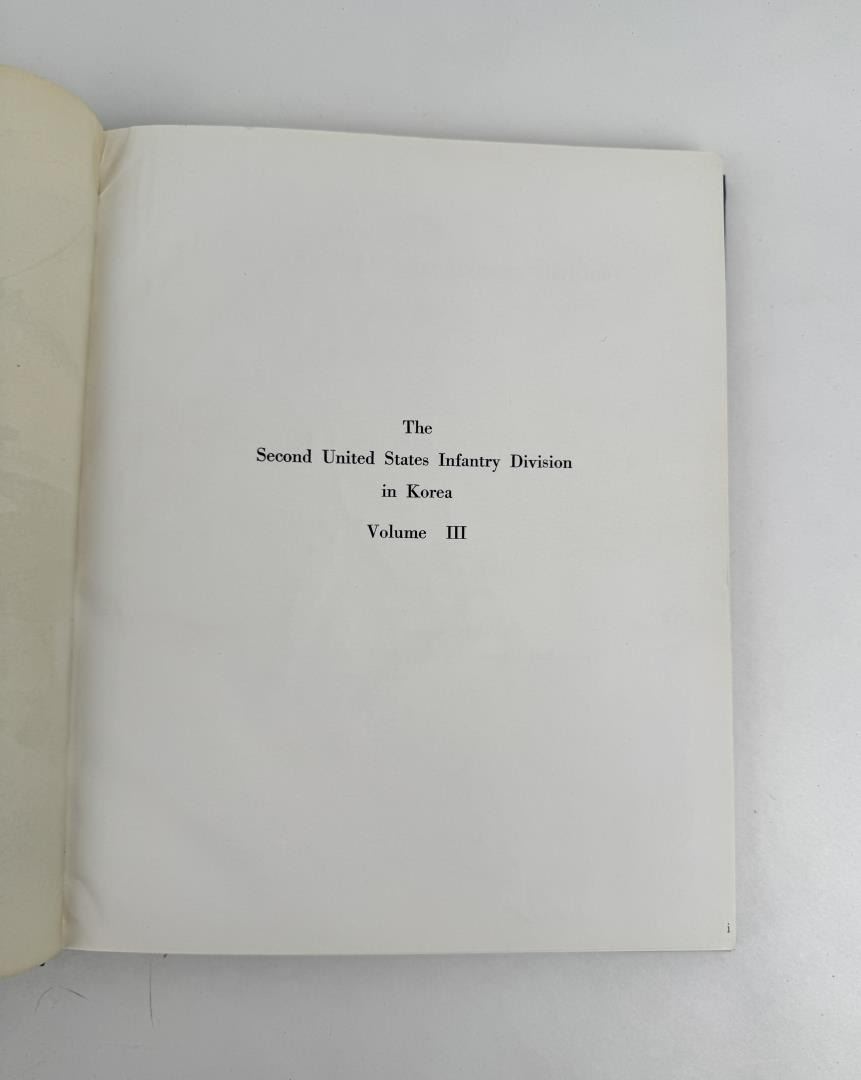 The
Second United States Infantry Division
in Korea
Volume III
i